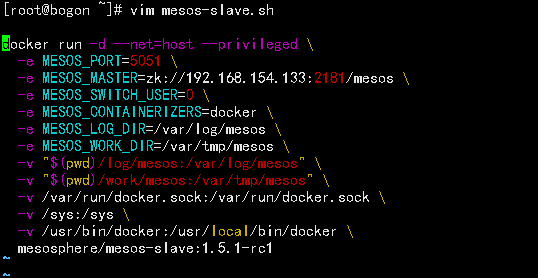 [root@bogon ~]# vim mesos-slave.sh
docker run -d --net=host --privileged \
-e MESOS_PORT=5051 \
-e MESOS_MASTER=zk://192.168.154.133:2181/mesos \
-e MESOS_SWITCH_USER=0 \
-e MESOS_CONTAINERIZERS=docker \
-e MESOS_LOG_DIR=/var/log/mesos \
-e MESOS_WORK_DIR=/var/tmp/mesos \
-v "$(pwd)/log/mesos:/var/log/mesos" \
-v "$(pwd)/work/mesos:/var/tmp/mesos" \
-v /var/run/docker.sock:/var/run/docker.sock \
-v /sys:/sys \
-v /usr/bin/docker:/usr/local/bin/docker \
mesosphere/mesos-slave:1.5.1-rc1
~
~